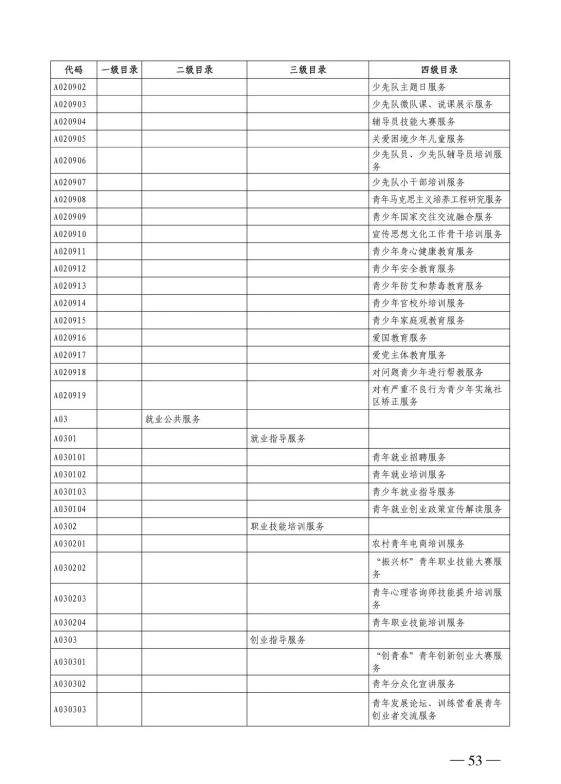 代码 一级目录 二级目录 三级目录 四级目录
A020902 少先队主题日服务
A020903 少先队微队课、说课展示服务
A020904 辅导员技能大赛服务
A020905 关爱困境少年儿童服务
A020906 少先队员、少先队辅导员培训服
务
A020907 少先队小干部培训服务
A020908 青年马克思主义培养工程研究服务
A020909 青少年国家交往交流融合服务
A020910 宣传思想文化工作骨干培训服务
A020911 青少年身心健康教育服务
A020912 青少年安全教育服务
A020913 青少年防艾和禁毒教育服务
A020914 青少年官校外培训服务
A020915 青少年家庭观教育服务
A020916 爱国教育服务
A020917 爱党主体教育服务
A020918 对问题青少年进行帮教服务
A020919 对有严重不良行为青少年实施社
区矫正服务
A03 就业公共服务
A0301 就业指导服务
A030101 青年就业招聘服务
A030102 青年就业培训服务
A030103 青少年就业指导服务
A030104 青年就业创业政策宣传解读服务
A0302 职业技能培训服务
A030201 农村青年电商培训服务
A030202 “振兴杯”青年职业技能大赛服
务
A030203 青年心理咨询师技能提升培训服
务
A030204 青年职业技能培训服务
A0303 创业指导服务
A030301 “创青春”青年创新创业大赛服
务
A030302 青年分众化宣讲服务
A030303 青年发展论坛、训练营看展青年
创业者交流服务
— 53 —